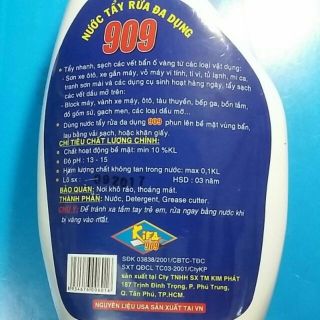 NƯỚC TẨY RỬA ĐA DỤNG
909
• Tẩy nhanh, sạch các vết bẩn ố vàng từ các loại vật dụng:
- Sơn xe ôtô, xe gắn máy, vỏ máy vi tính, ti vi, tủ lạnh, mi ca, tranh sơn mài và các dụng cụ sinh hoạt hàng ngày, tẩy sạch các vết dầu mỡ trên:
- Block máy, vành xe máy, ôtô, tàu thuyền, bếp ga, bồn tắm, đồ gốm sứ, gạch men, các loại dầu mỡ...
• Dùng nước tẩy rửa đa dụng 909 phun lên bề mặt vùng bẩn, lau bằng vải sạch, hoặc khăn giấy.
CHỈ TIÊU CHẤT LƯỢNG CHÍNH:
• Chất hoạt động bề mặt: min 10 %KL
• Độ pH : 13 - 15
• Hàm lượng chất không tan trong nước: max 0,1KL
• Lô sx : 092017 HSD : 03 năm
BẢO QUẢN: Nơi khô ráo, thoáng mát.
THÀNH PHẦN: Nước, Detergent, Grease cutter.
CHÚ Ý: Để tránh xa tầm tay trẻ em, rửa ngay bằng nước khi bị văng vào mắt.
Kifa
909
SĐK 03838/2001/CBTC-TĐC
SXT QĐCL TC03-2001/CtyKP
sản xuất tại Cty TNHH SX TM KIM PHÁT
187 Trịnh Đình Trọng, P. Phú Trung,
Q. Tân Phú, TP.HCM.
NGUYÊN LIỆU USA SẢN XUẤT TẠI VN